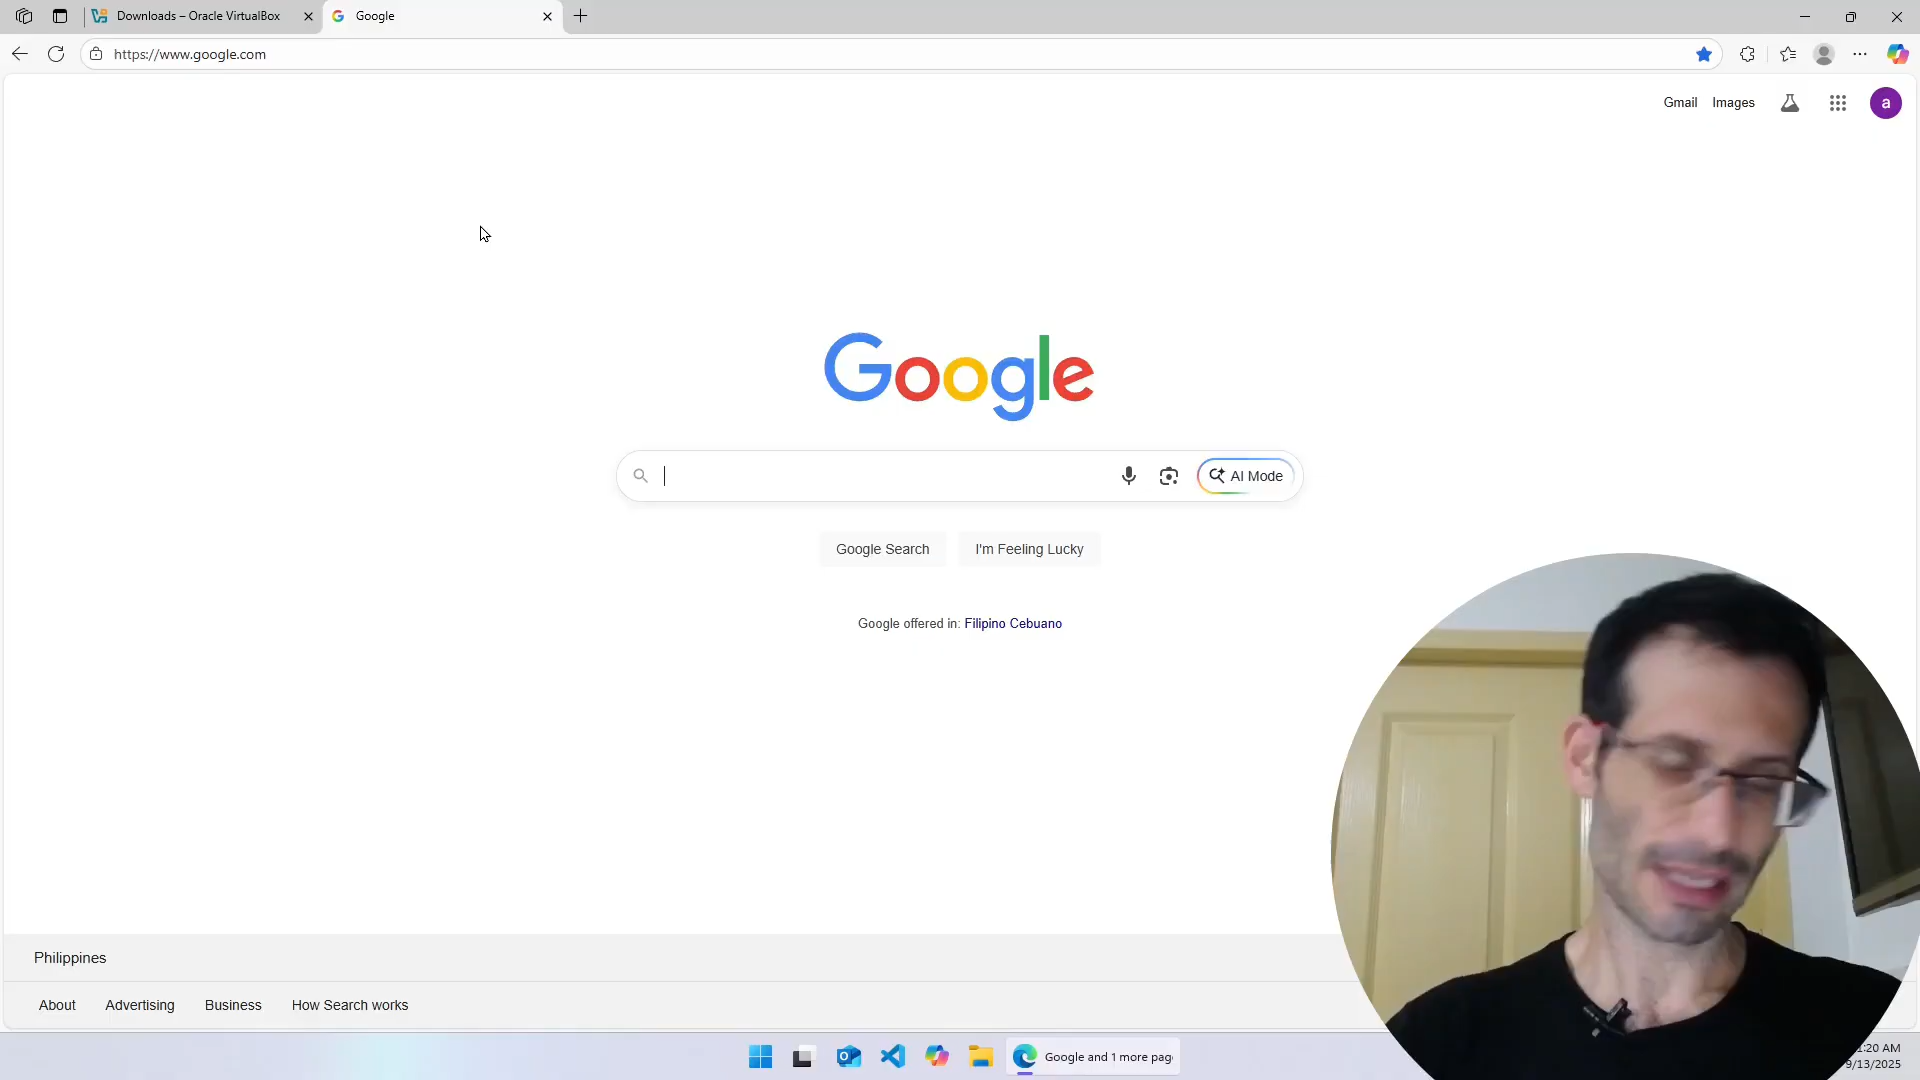 Downloads – Oracle VirtualBox
Google
https://www.google.com
Gmail Images a
Google
AI Mode
Google Search I'm Feeling Lucky
Google offered in: Filipino Cebuano
Philippines
About Advertising Business How Search works
Google and 1 more pag
:20 AM
9/13/2025